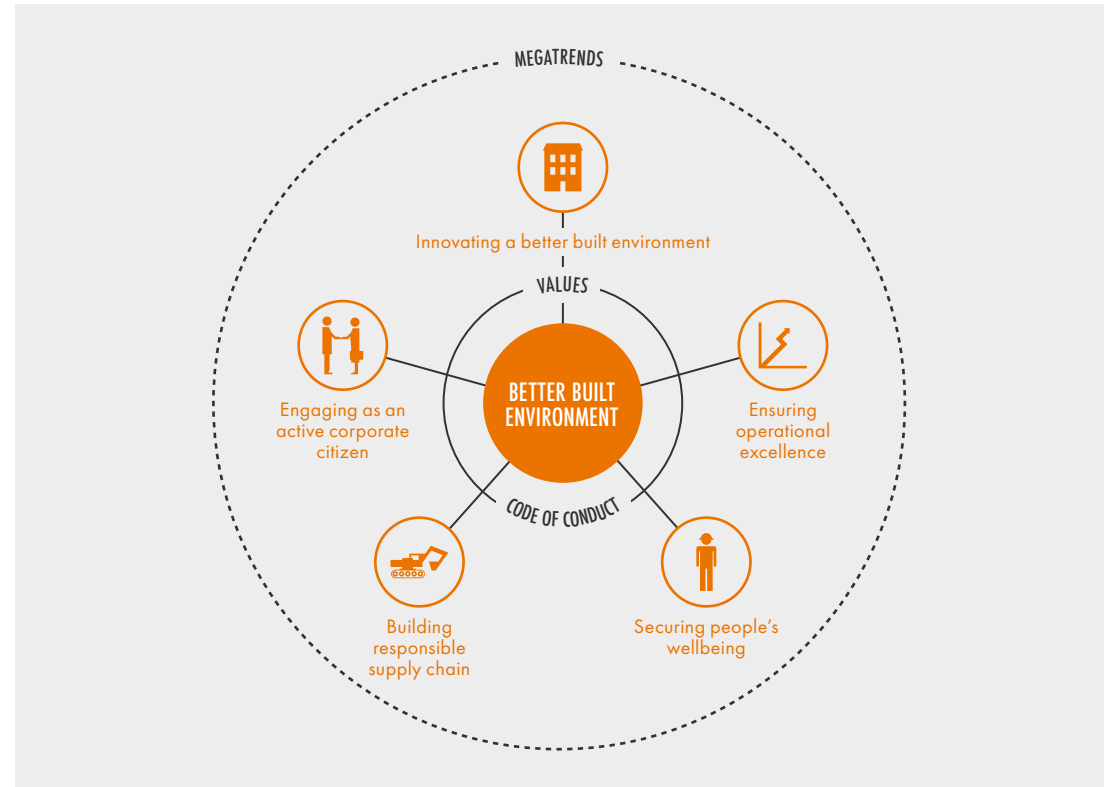 MEGATRENDS
Innovating a better built environment
VALUES
BETTER BUILT
ENVIRONMENT
Engaging as an
active corporate
citizen
Ensuring
operational
excellence
CODE OF CONDUCT
Building
responsible
supply chain
Securing people's
wellbeing